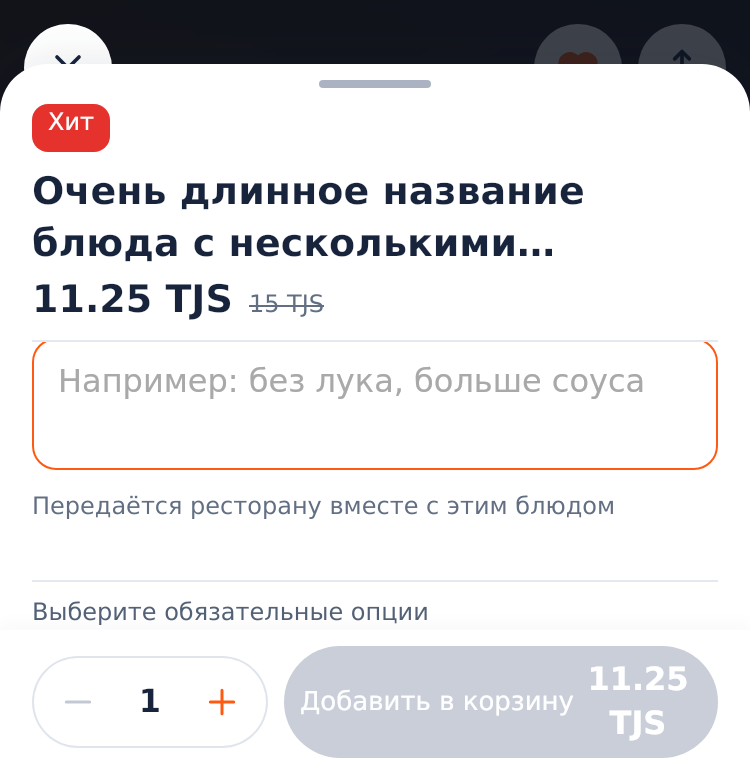 Хит
Очень длинное название
блюда с несколькими…
11.25 TJS 15 TJS
Например: без лука, больше соуса
Передаётся ресторану вместе с этим блюдом
Выберите обязательные опции
1
Добавить в корзину
11.25
TJS